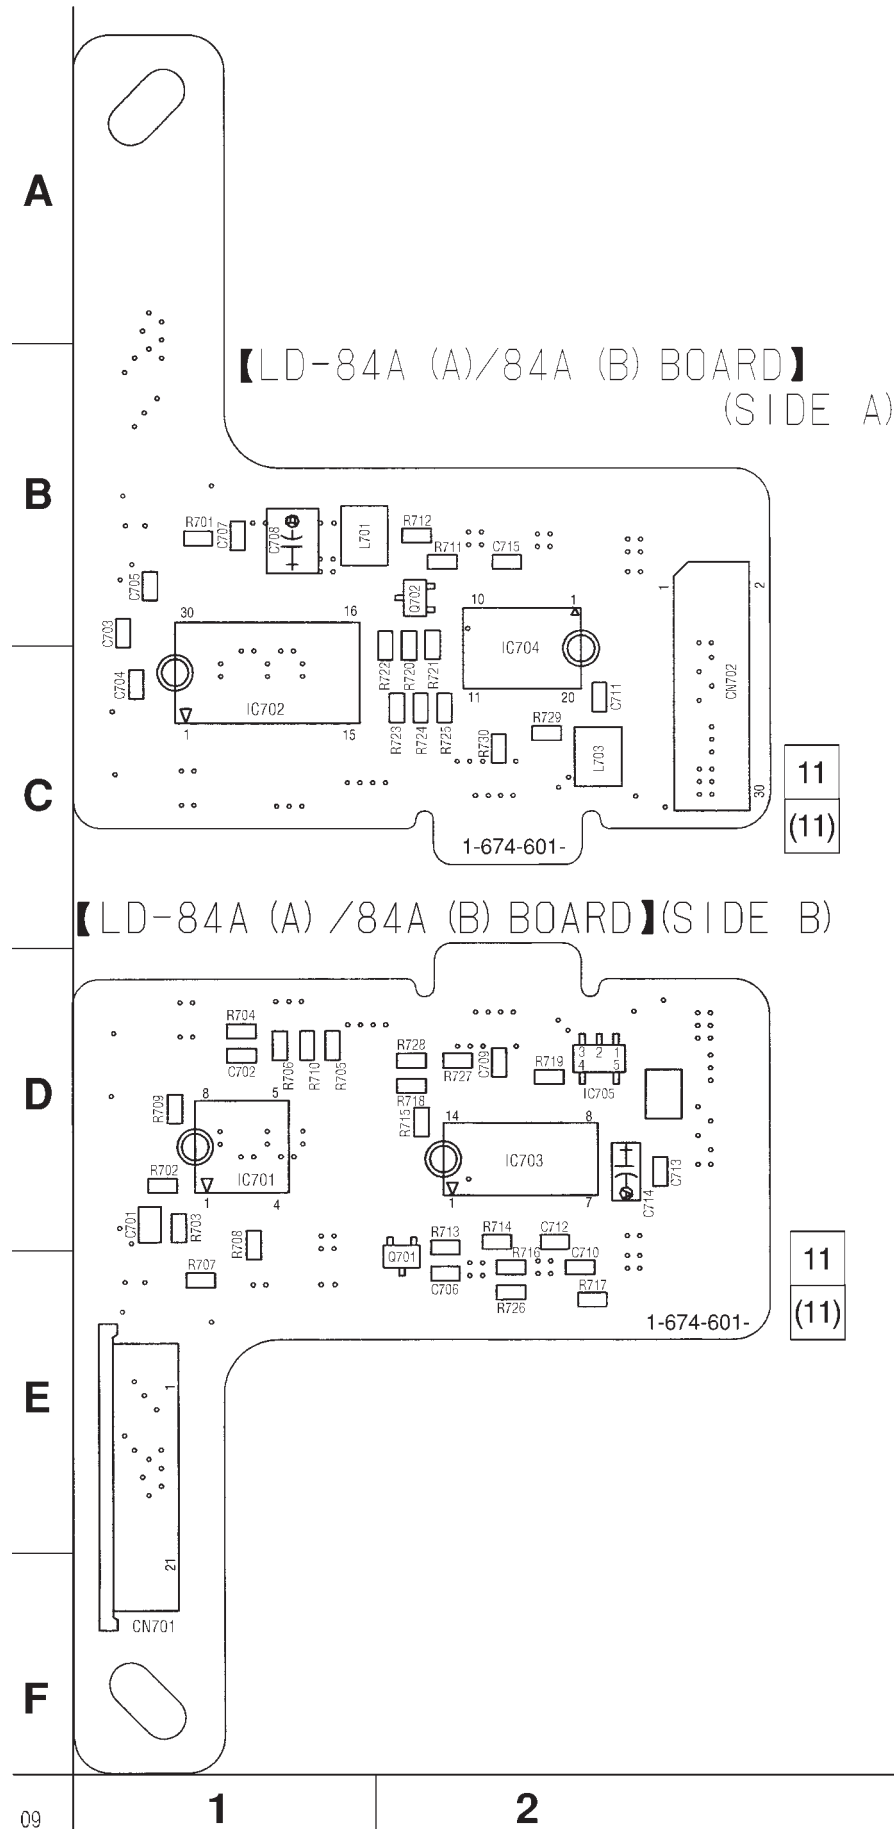 A
【LD-84A (A)/84A (B) BOARD】
(SIDE A)
B
R701
C707
C708
L701
R712
R711
C715
C705
Q702
1
2
C703
30
16
10
1
IC704
CN702
C704
IC702
R722
R720
R721
11
20
C711
1
15
R723
R724
R725
R730
R729
L703
30
C
11
(11)
1-674-601-
【LD-84A (A) /84A (B) BOARD】(SIDE B)
R704
C702
R706
R710
R705
R728
R727
C709
R719
3 2 1
4 5
IC705
D
R718
R709
8
5
R715
14
8
IC701
IC703
R702
1
4
1
7
C714
C713
C701
R703
R708
R713
R714
C712
Q701
R716
C710
11
R707
C706
R726
R717
(11)
1-674-601-
1
E
21
CN701
F
09
1
2